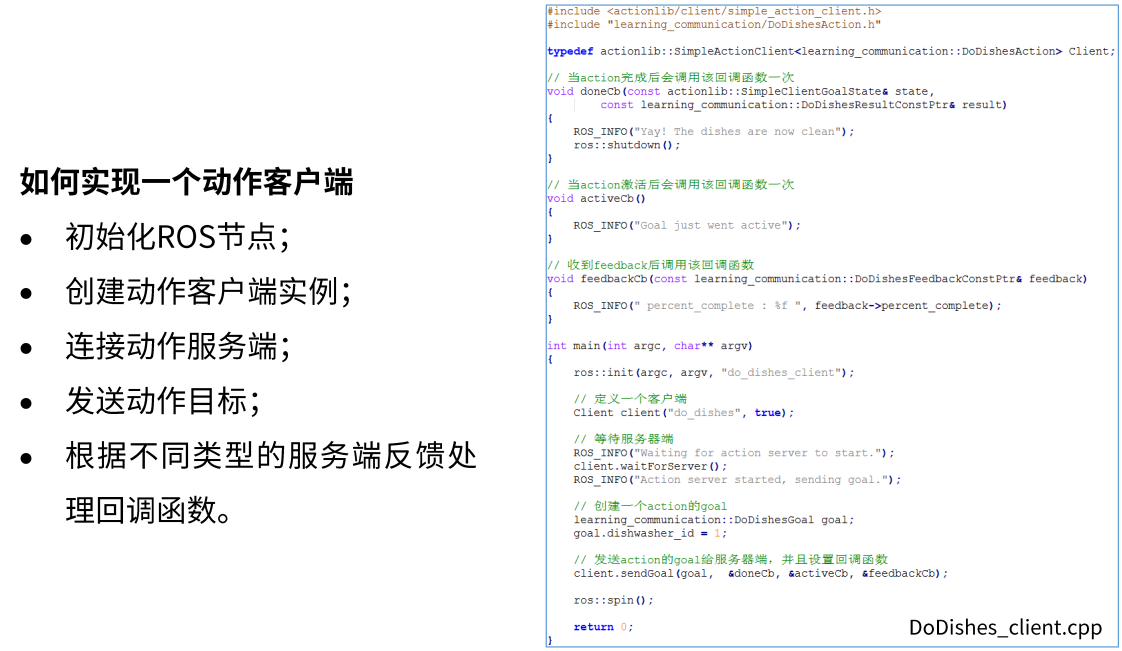 如何实现一个动作客户端
● 初始化ROS节点；
● 创建动作客户端实例；
● 连接动作服务端；
● 发送动作目标；
● 根据不同类型的服务端反馈处
理回调函数。
#include <actionlib/client/simple_action_client.h>
#include "learning_communication/DoDishesAction.h"
typedef actionlib::SimpleActionClient<learning_communication::DoDishesAction> Client;
// 当action完成后会调用该回调函数一次
void doneCb(const actionlib::SimpleClientGoalState& state,
        const learning_communication::DoDishesResultConstPtr& result)
{
    ROS_INFO("Yay! The dishes are now clean");
    ros::shutdown();
}
// 当action激活后会调用该回调函数一次
void activeCb()
{
    ROS_INFO("Goal just went active");
}
// 收到feedback后调用该回调函数
void feedbackCb(const learning_communication::DoDishesFeedbackConstPtr& feedback)
{
    ROS_INFO(" percent_complete : %f ", feedback->percent_complete);
}
int main(int argc, char** argv)
{
    ros::init(argc, argv, "do_dishes_client");
    // 定义一个客户端
    Client client("do_dishes", true);
    // 等待服务器端
    ROS_INFO("Waiting for action server to start.");
    client.waitForServer();
    ROS_INFO("Action server started, sending goal.");
    // 创建一个action的goal
    learning_communication::DoDishesGoal goal;
    goal.dishwasher_id = 1;
    // 发送action的goal给服务器端，并且设置回调函数
    client.sendGoal(goal,  &doneCb, &activeCb, &feedbackCb);
    ros::spin();
    return 0;
}
DoDishes_client.cpp